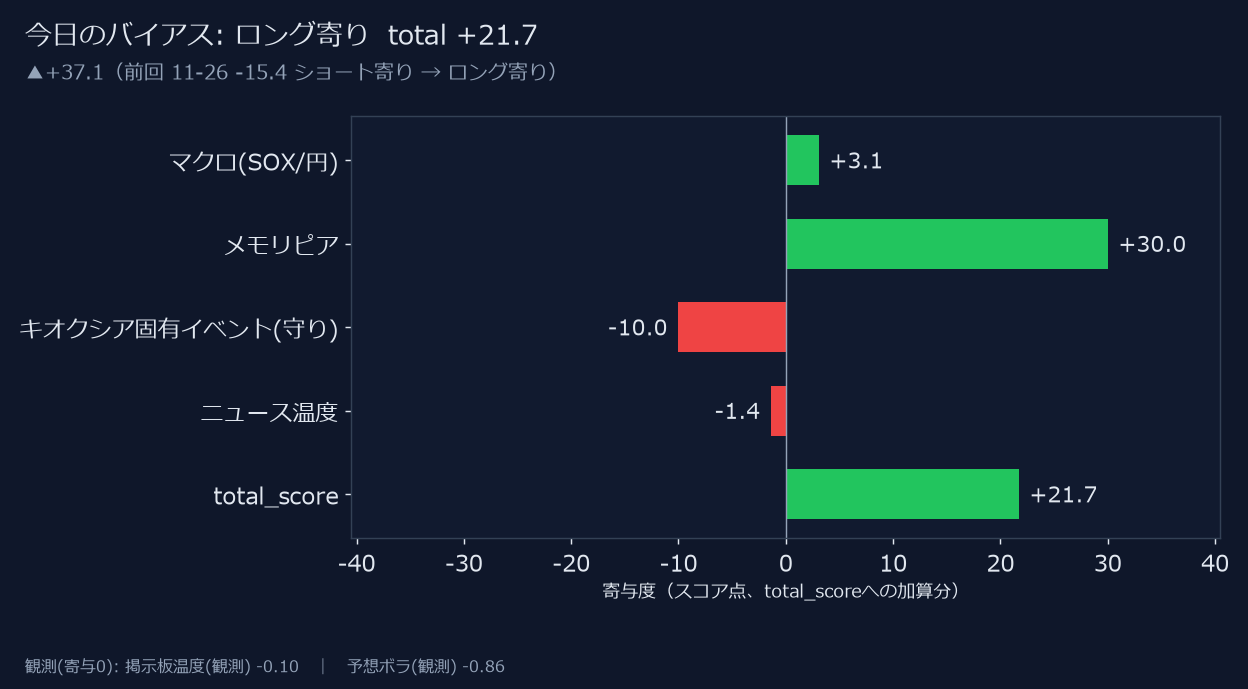 今日のバイアス: ロング寄り  total +21.7
▲+37.1（前回 11-26 -15.4 ショート寄り → ロング寄り）
マクロ(SOX/円)
+3.1
メモリピア
+30.0
キオクシア固有イベント(守り)
-10.0
ニュース温度
-1.4
total_score
+21.7
-40 -30 -20 -10 0 10 20 30 40
寄与度（スコア点、total_scoreへの加算分）
観測(寄与0): 掲示板温度(観測) -0.10 ｜ 予想ボラ(観測) -0.86